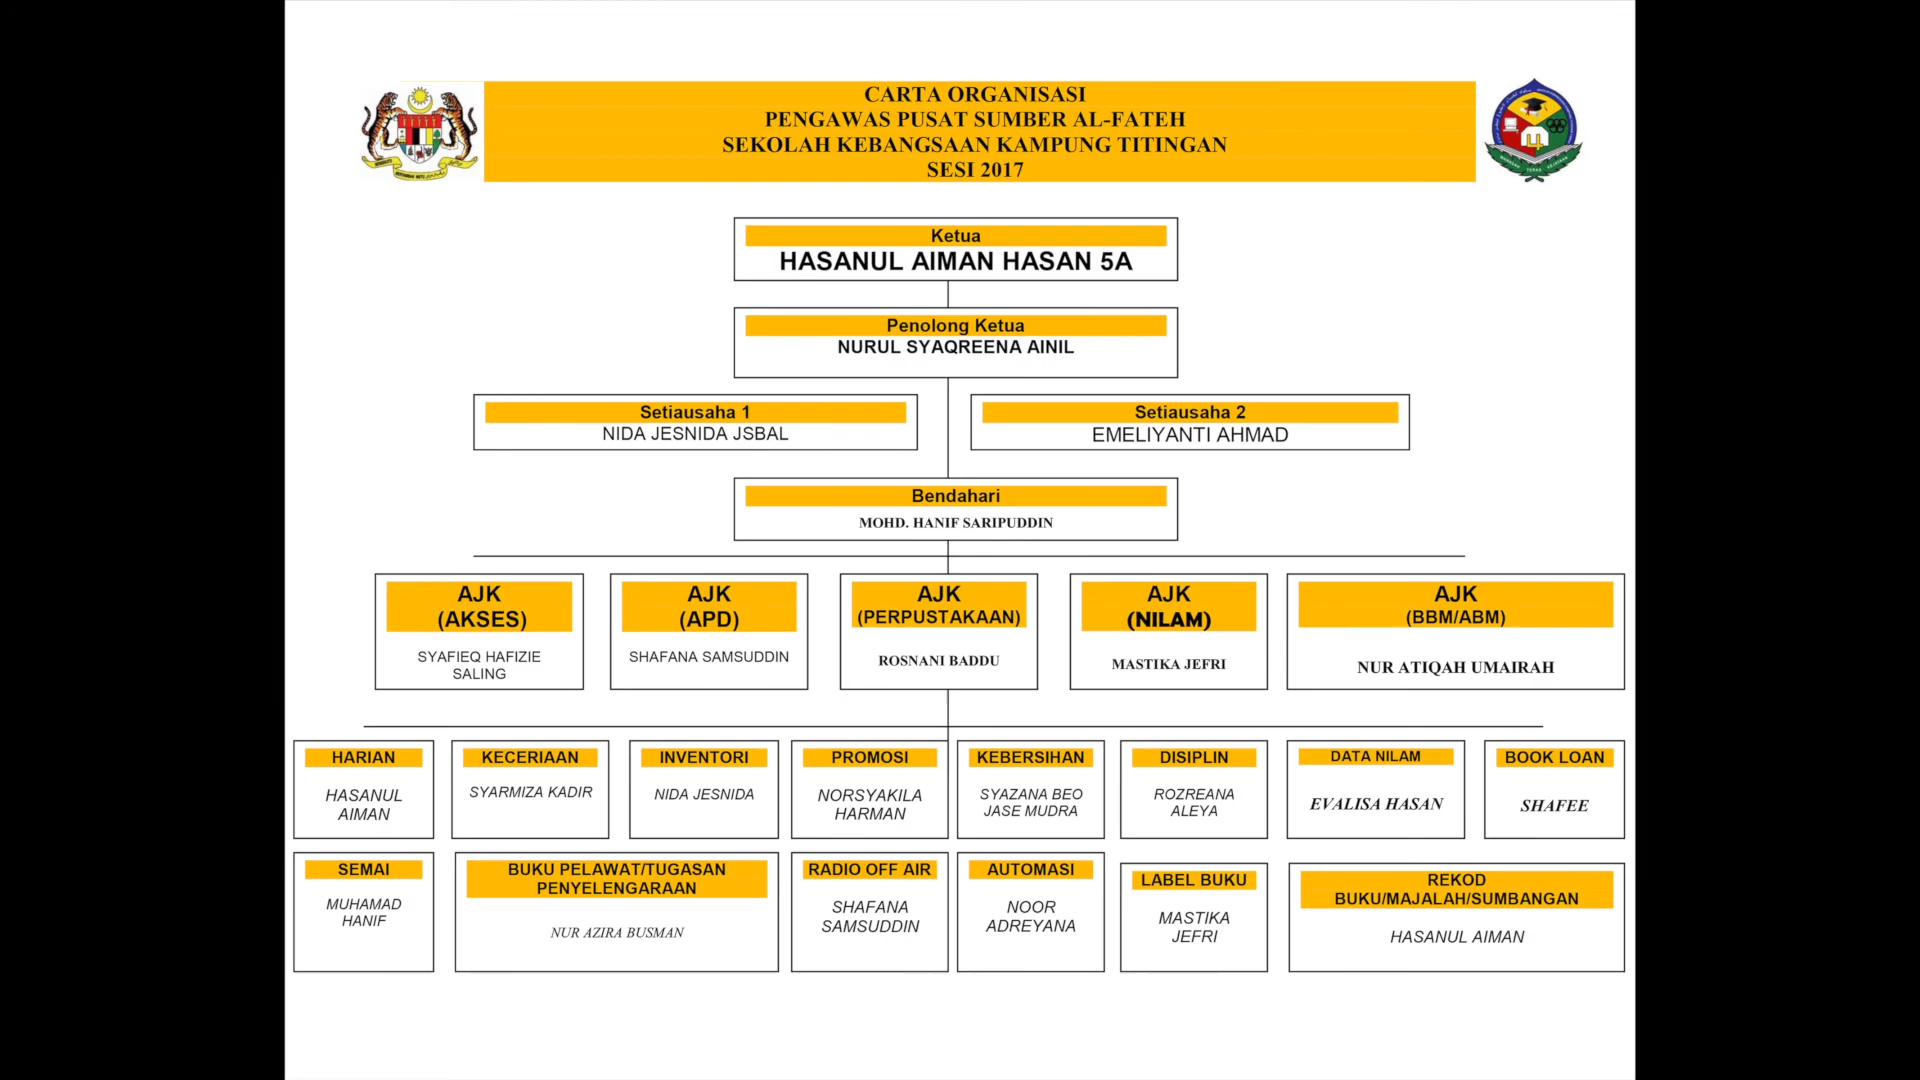 CARTA ORGANISASI
PENGAWAS PUSAT SUMBER AL-FATEH
SEKOLAH KEBANGSAAN KAMPUNG TITINGAN
SESI 2017
Ketua
HASANUL AIMAN HASAN 5A
Penolong Ketua
NURUL SYAQREENA AINIL
Setiausaha 1
NIDA JESNIDA JSBAL
Setiausaha 2
EMELIYANTI AHMAD
Bendahari
MOHD. HANIF SARIPUDDIN
AJK
(AKSES)
SYAFIEQ HAFIZIE
SALING
AJK
(APD)
SHAFANA SAMSUDDIN
AJK
(PERPUSTAKAAN)
ROSNANI BADDU
AJK
(NILAM)
MASTIKA JEFRI
AJK
(BBM/ABM)
NUR ATIQAH UMAIRAH
HARIAN
HASANUL
AIMAN
KECERIAAN
SYARMIZA KADIR
INVENTORI
NIDA JESNIDA
PROMOSI
NORSYAKILA
HARMAN
KEBERSIHAN
SYAZANA BEO
JASE MUDRA
DISIPLIN
ROZREANA
ALEYA
DATA NILAM
EVALISA HASAN
BOOK LOAN
SHAFEE
SEMAI
MUHAMAD
HANIF
BUKU PELAWAT/TUGASAN
PENYELENGARAAN
NUR AZIRA BUSMAN
RADIO OFF AIR
SHAFANA
SAMSUDDIN
AUTOMASI
NOOR
ADREYANA
LABEL BUKU
MASTIKA
JEFRI
REKOD
BUKU/MAJALAH/SUMBANGAN
HASANUL AIMAN